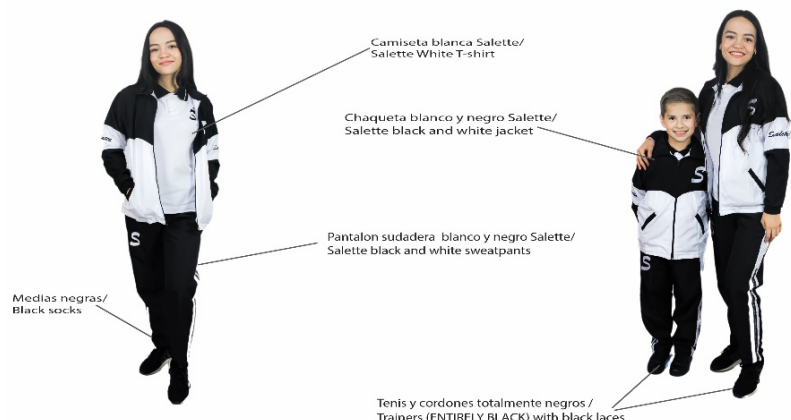 Camiseta blanca Salette/
Salette White T-shirt
Chaqueta blanco y negro Salette/
Salette black and white jacket
Pantalon sudadera blanco y negro Salette/
Salette black and white sweatpants
Medias negras/
Black socks
Tenis y cordones totalmente negros /
Trainers (ENTIRELY BLACK) with black laces
S
S
S
S